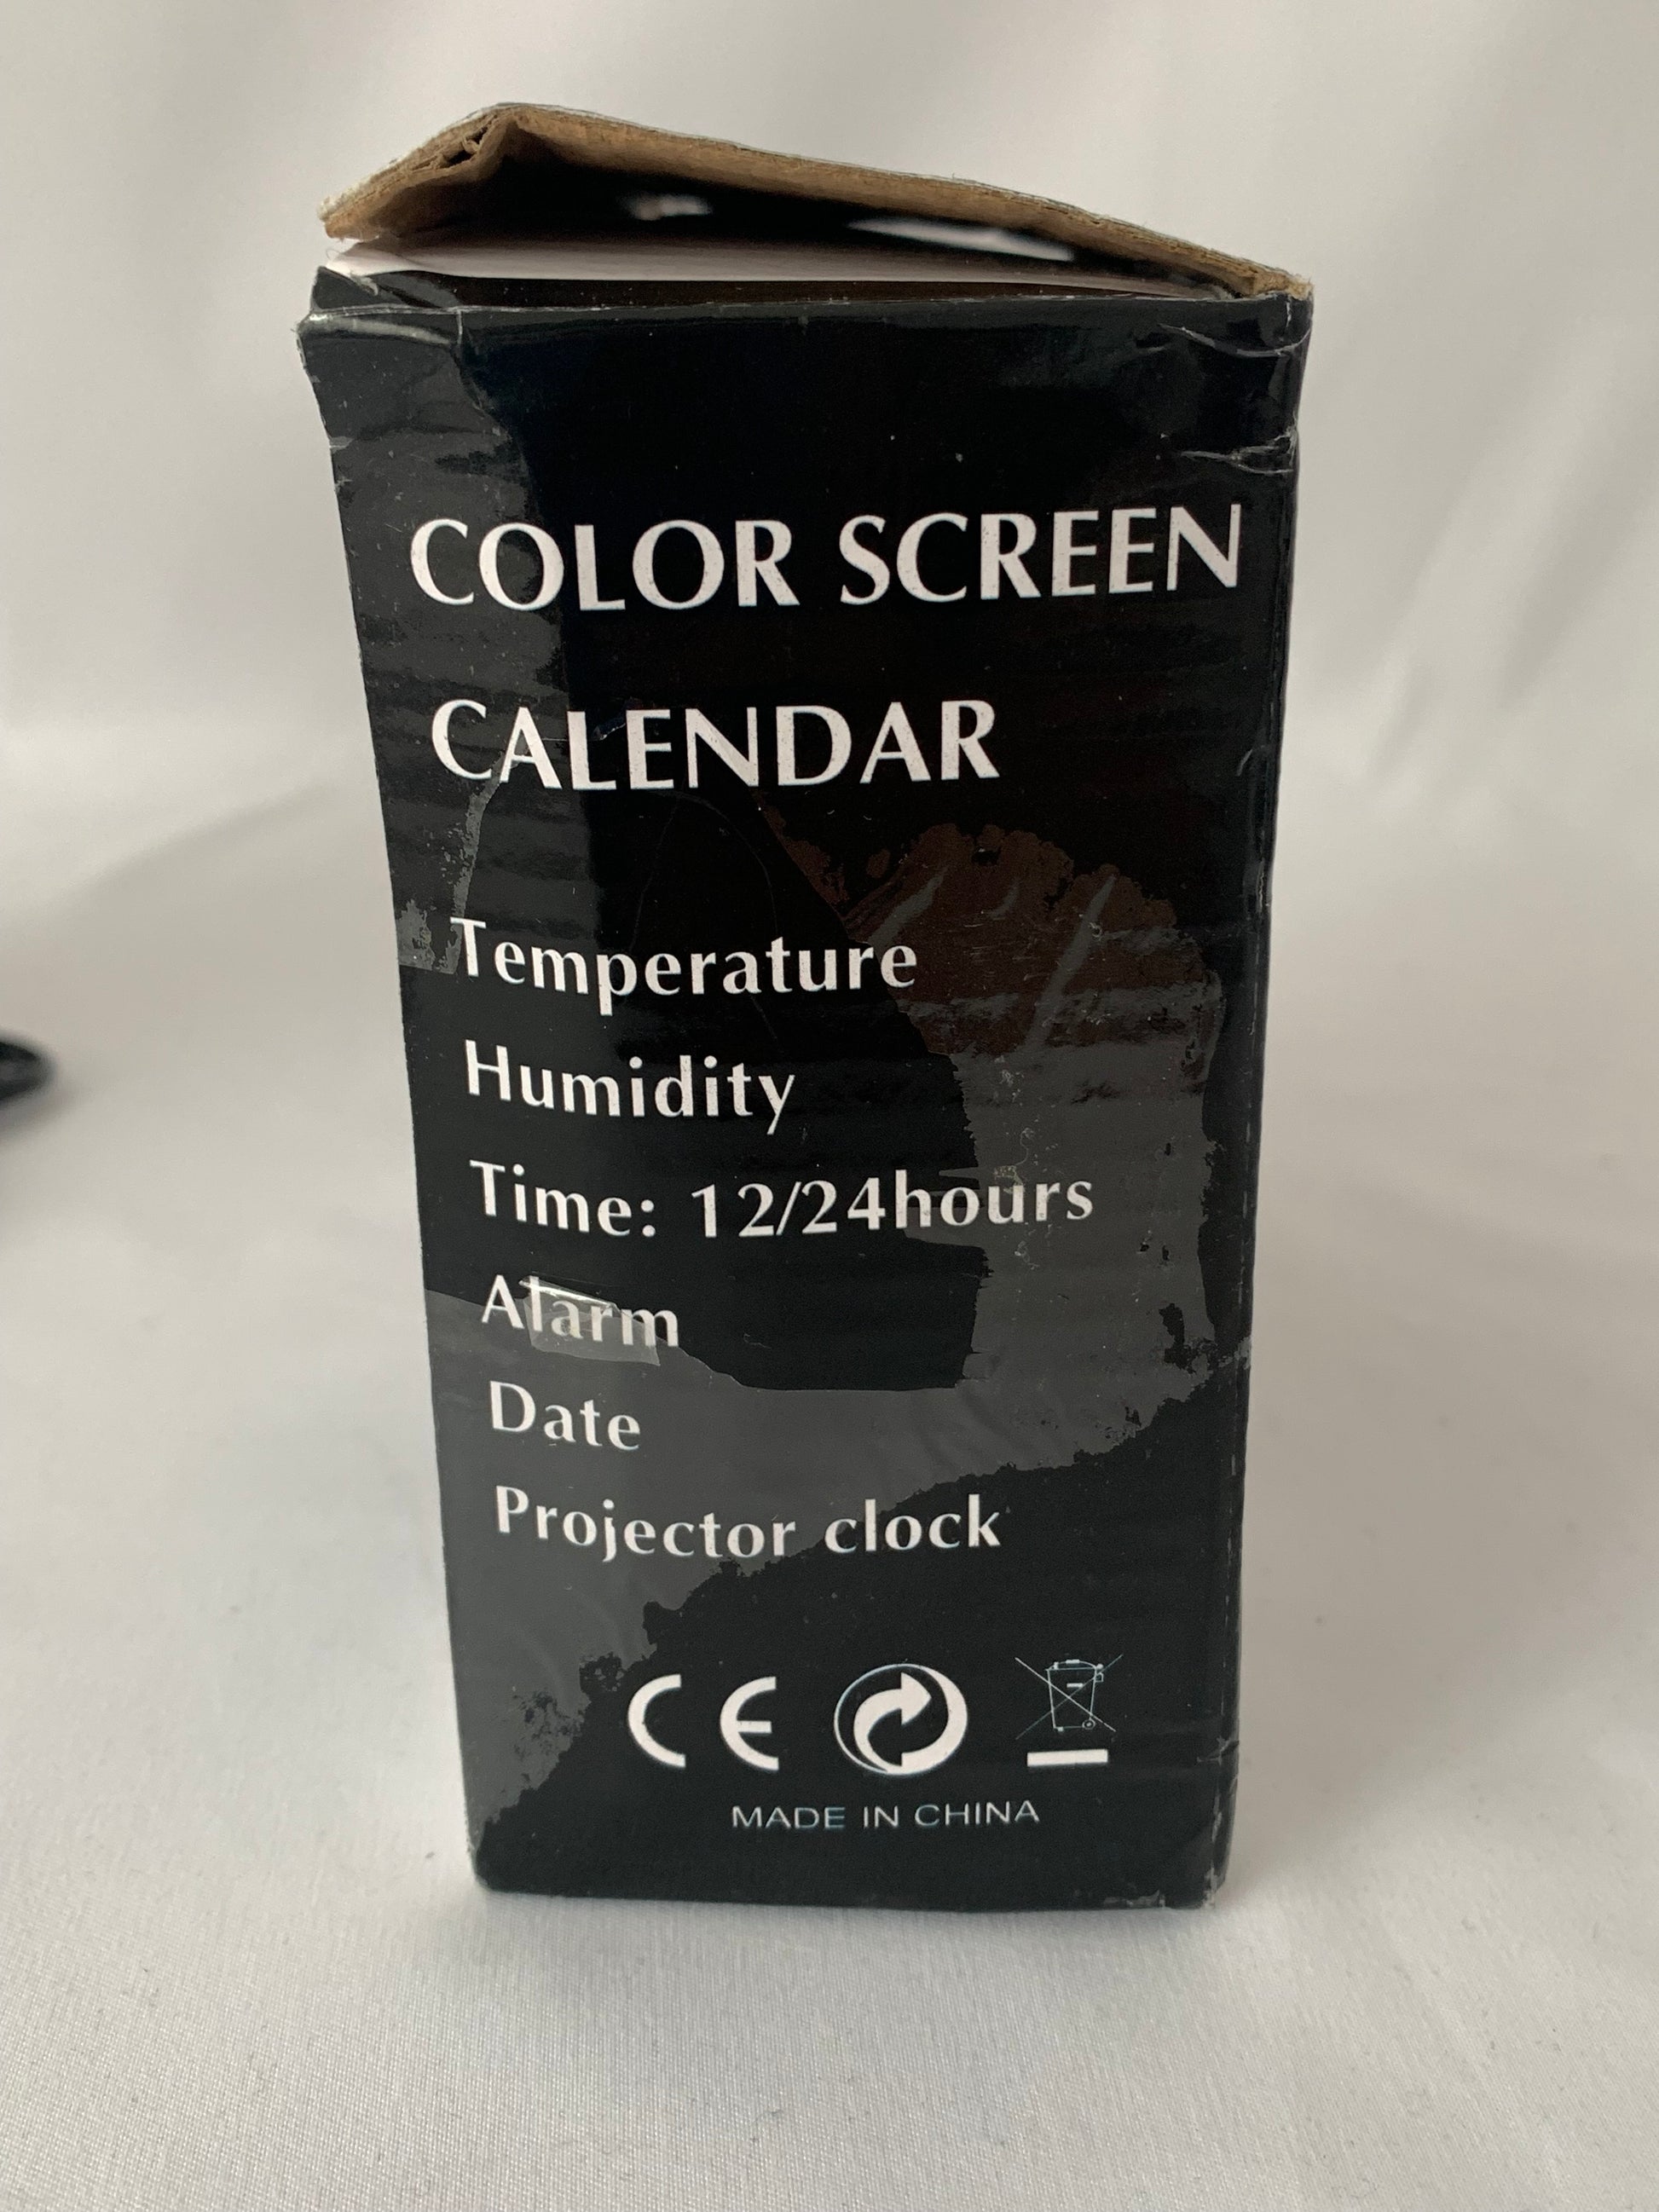 COLOR SCREEN
CALENDAR
Temperature
Humidity
Time: 12/24hours
Alarm
Date
Projector clock
CE
MADE IN CHINA